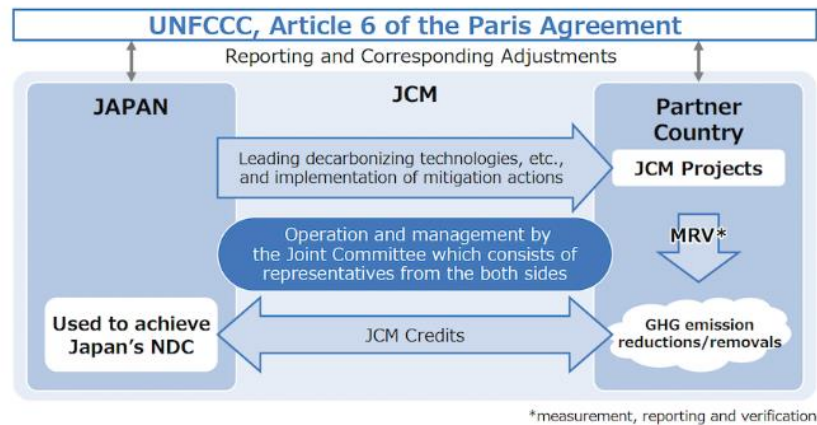 UNFCCC, Article 6 of the Paris Agreement
Reporting and Corresponding Adjustments
JCM
JAPAN
Partner
Country
Leading decarbonizing technologies, etc.,
and implementation of mitigation actions
JCM Projects
Operation and management by
the Joint Committee which consists of
representatives from the both sides
MRV*
Used to achieve
Japan's NDC
JCM Credits
GHG emission
reductions/removals
*measurement, reporting and verification